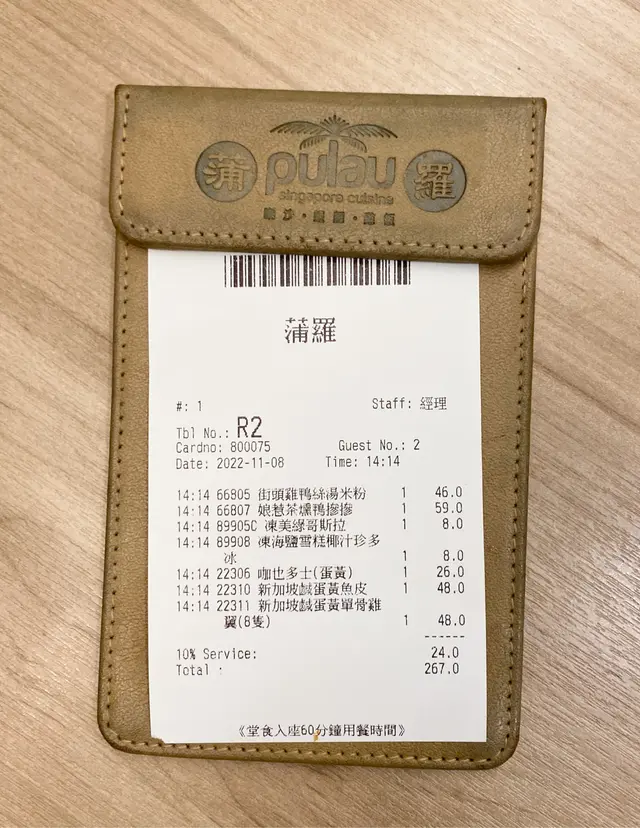 蒲 pulau 羅
singapore cuisine
蒲羅
#: 1 Staff: 經理
Tbl No.: R2
Cardno: 800075 Guest No.: 2
Date: 2022-11-08 Time: 14:14
14:14 66805 街頭雞鴨絲湯米粉 1 46.0
14:14 66807 娘惹茶燻鴨摻摻 1 59.0
14:14 89905C 凍美綠哥斯拉 1 8.0
14:14 89908 凍海鹽雪糕椰汁珍多
冰 1 8.0
14:14 22306 咖也多士(蛋黃) 1 26.0
14:14 22310 新加坡鹹蛋黃魚皮 1 48.0
14:14 22311 新加坡鹹蛋黃單骨雞
翼(8隻) 1 48.0
------
10% Service: 24.0
Total : 267.0
《堂食入座60分鐘用餐時間》